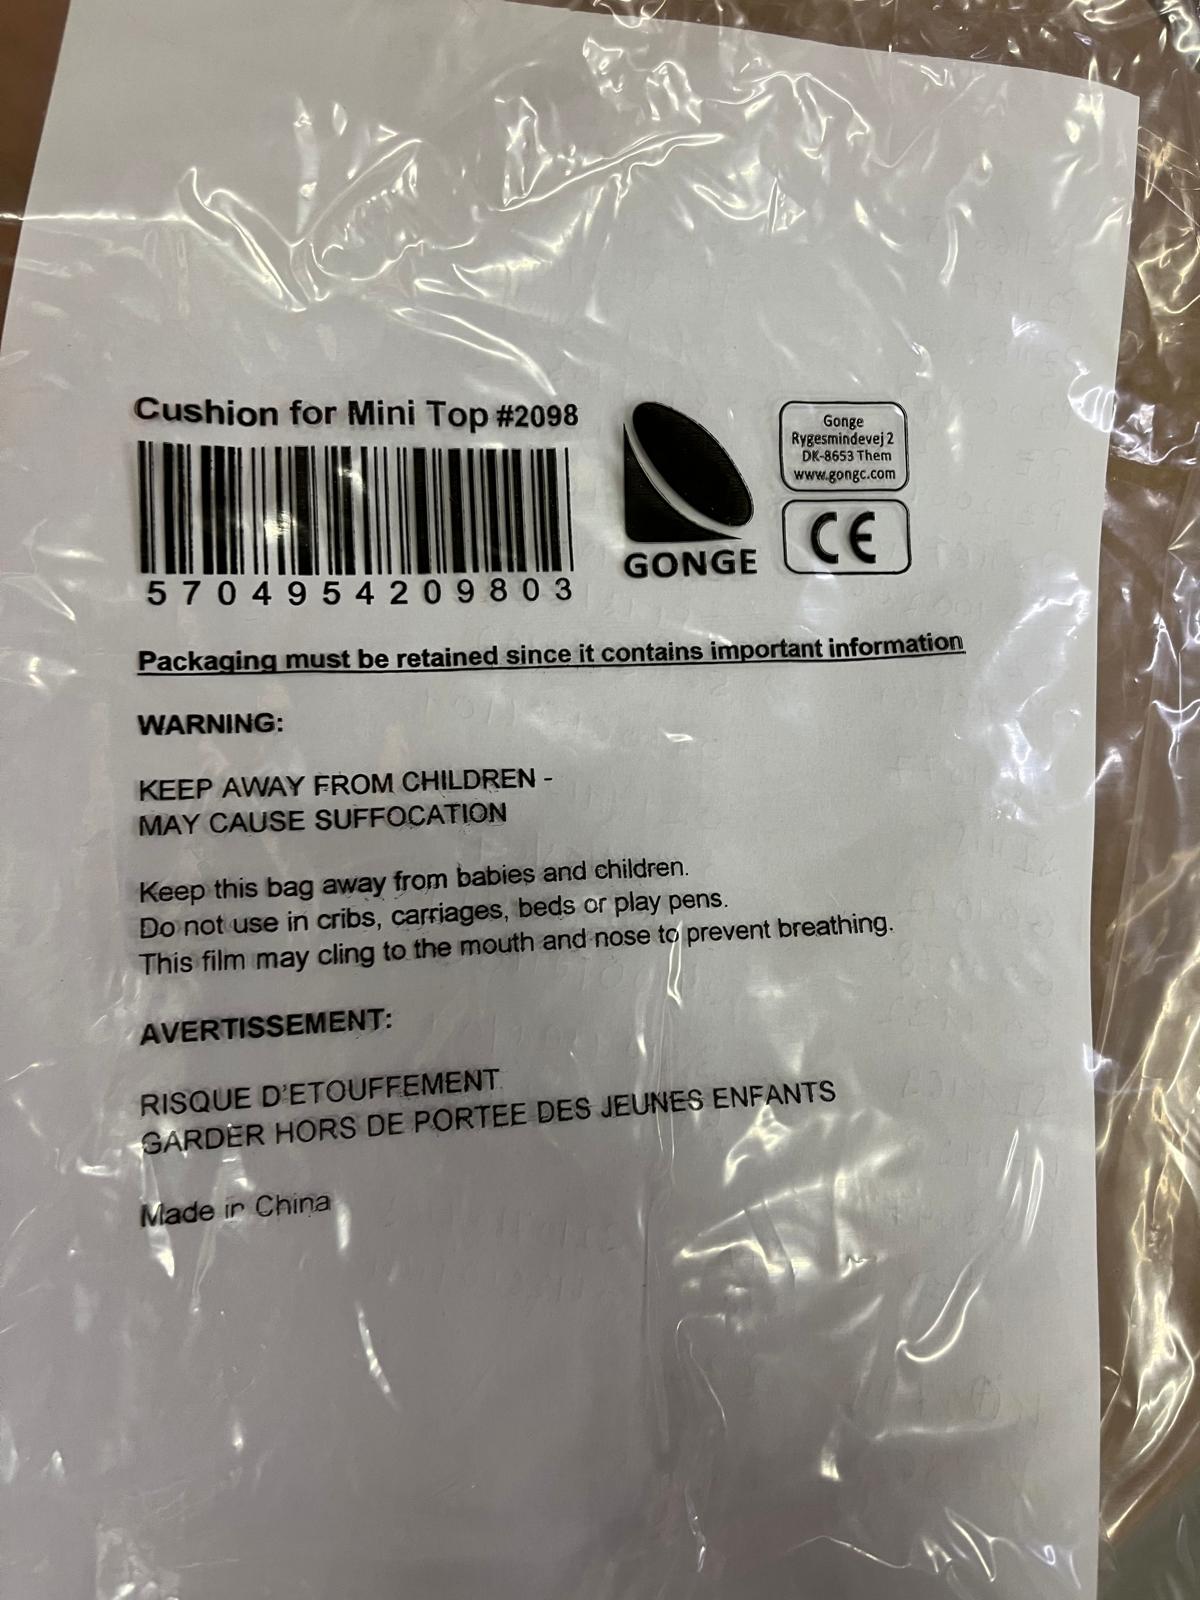 Cushion for Mini Top #2098
5704954209803
GONGE
Gonge
Rygesmindevej 2
DK-8653 Them
www.gonge.com
CE
Packaging must be retained since it contains important information
WARNING:
KEEP AWAY FROM CHILDREN -
MAY CAUSE SUFFOCATION
Keep this bag away from babies and children.
Do not use in cribs, carriages, beds or play pens.
This film may cling to the mouth and nose to prevent breathing.
AVERTISSEMENT:
RISQUE D'ETOUFFEMENT
GARDER HORS DE PORTEE DES JEUNES ENFANTS
Made in China